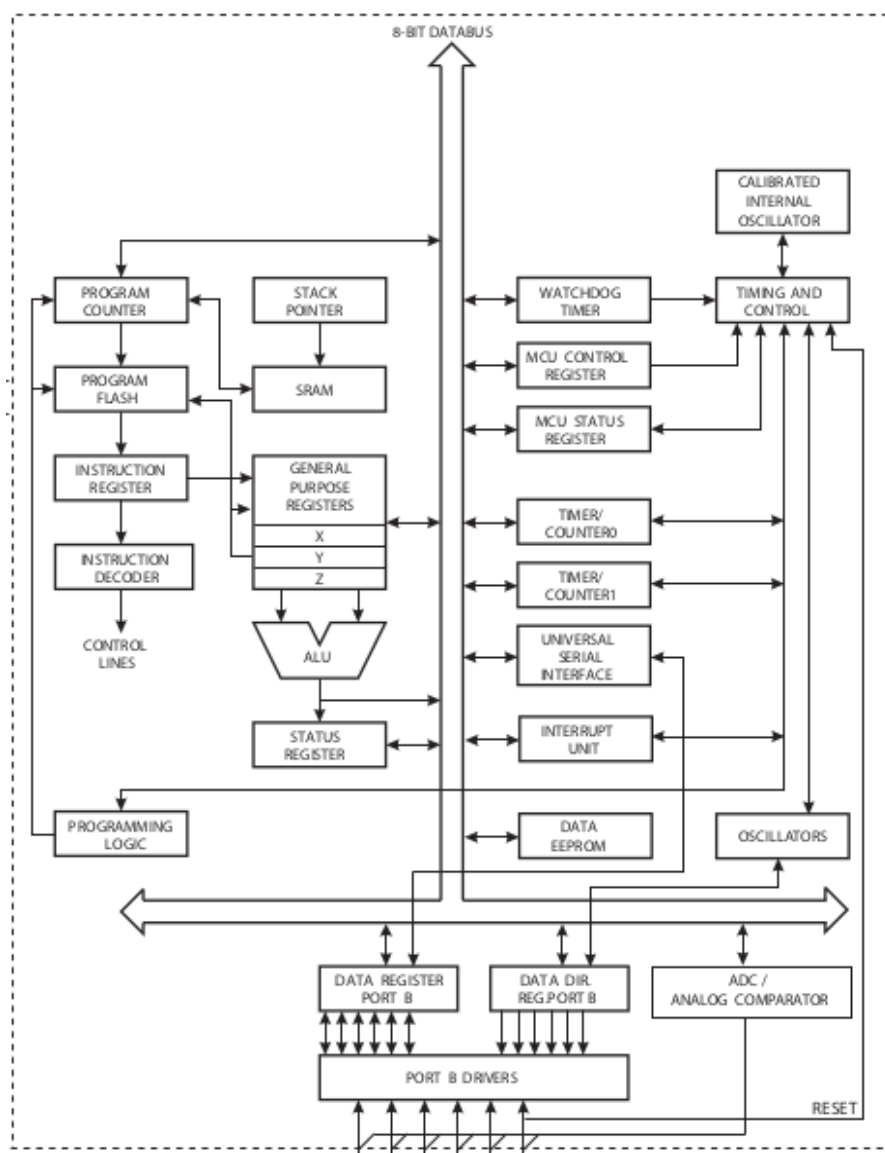 8-BIT DATABUS
CALIBRATED
INTERNAL
OSCILLATOR
PROGRAM
COUNTER
STACK
POINTER
WATCHDOG
TIMER
TIMING AND
CONTROL
PROGRAM
FLASH
SRAM
MCU CONTROL
REGISTER
MCU STATUS
REGISTER
INSTRUCTION
REGISTER
GENERAL
PURPOSE
REGISTERS
X
Y
Z
INSTRUCTION
DECODER
TIMER/
COUNTER0
TIMER/
COUNTER1
CONTROL
LINES
ALU
UNIVERSAL
SERIAL
INTERFACE
STATUS
REGISTER
INTERRUPT
UNIT
PROGRAMMING
LOGIC
DATA
EEPROM
OSCILLATORS
DATA REGISTER
PORT B
DATA DIR.
REG.PORT B
ADC /
ANALOG COMPARATOR
PORT B DRIVERS
RESET